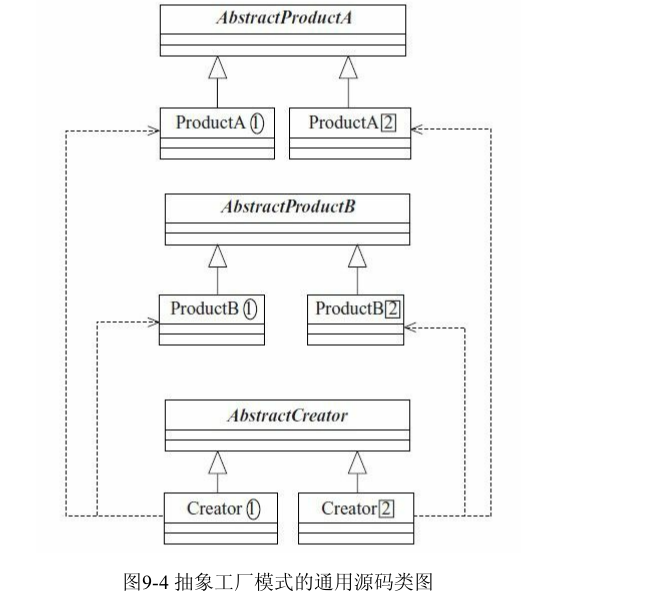 AbstractProductA
ProductA① ProductA2
AbstractProductB
ProductB① ProductB2
AbstractCreator
Creator① Creator2
图9-4 抽象工厂模式的通用源码类图